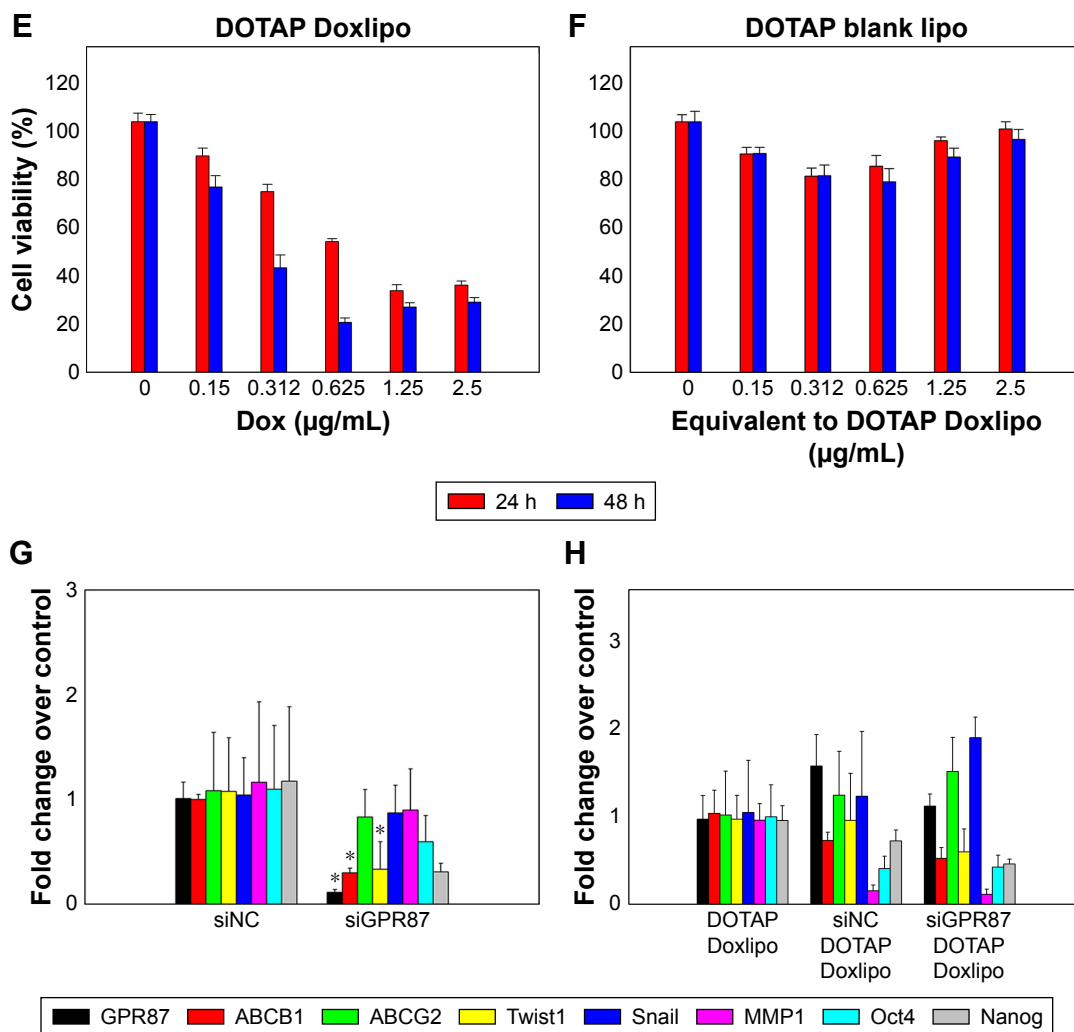 E
DOTAP Doxlipo
Cell viability (%)
120
100
80
60
40
20
0
0 0.15 0.312 0.625 1.25 2.5
Dox (µg/mL)
F
DOTAP blank lipo
120
100
80
60
40
20
0
0 0.15 0.312 0.625 1.25 2.5
Equivalent to DOTAP Doxlipo
(µg/mL)
24 h 48 h
G
Fold change over control
3
2
1
0
* * *
siNC siGPR87
H
Fold change over control
3
2
1
0
DOTAP
Doxlipo
siNC
DOTAP
Doxlipo
siGPR87
DOTAP
Doxlipo
GPR87 ABCB1 ABCG2 Twist1 Snail MMP1 Oct4 Nanog